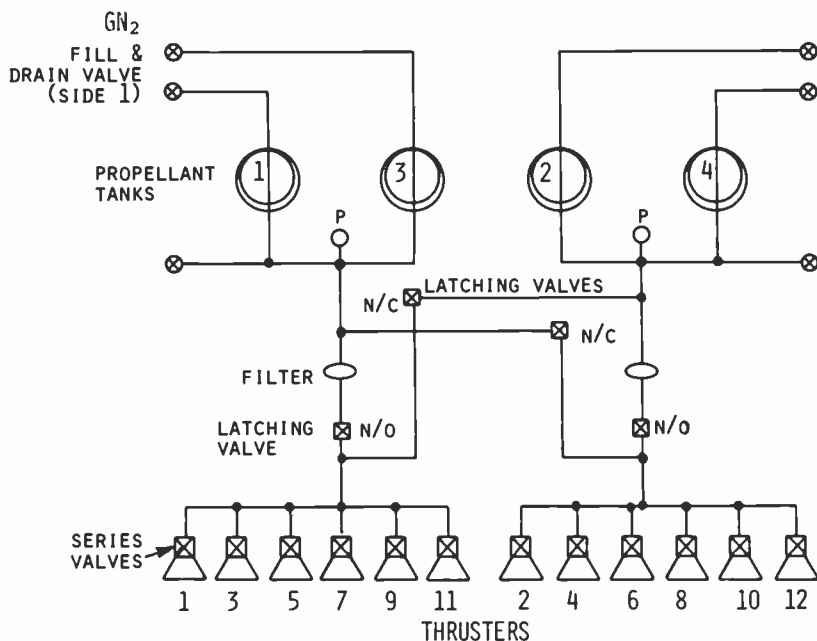 GN₂
FILL &
DRAIN VALVE
(SIDE 1)
PROPELLANT
TANKS
1
3
2
4
P
P
LATCHING VALVES
N/C
N/C
FILTER
LATCHING
VALVE
N/O
N/O
SERIES
VALVES
1 3 5 7 9 11 2 4 6 8 10 12
THRUSTERS